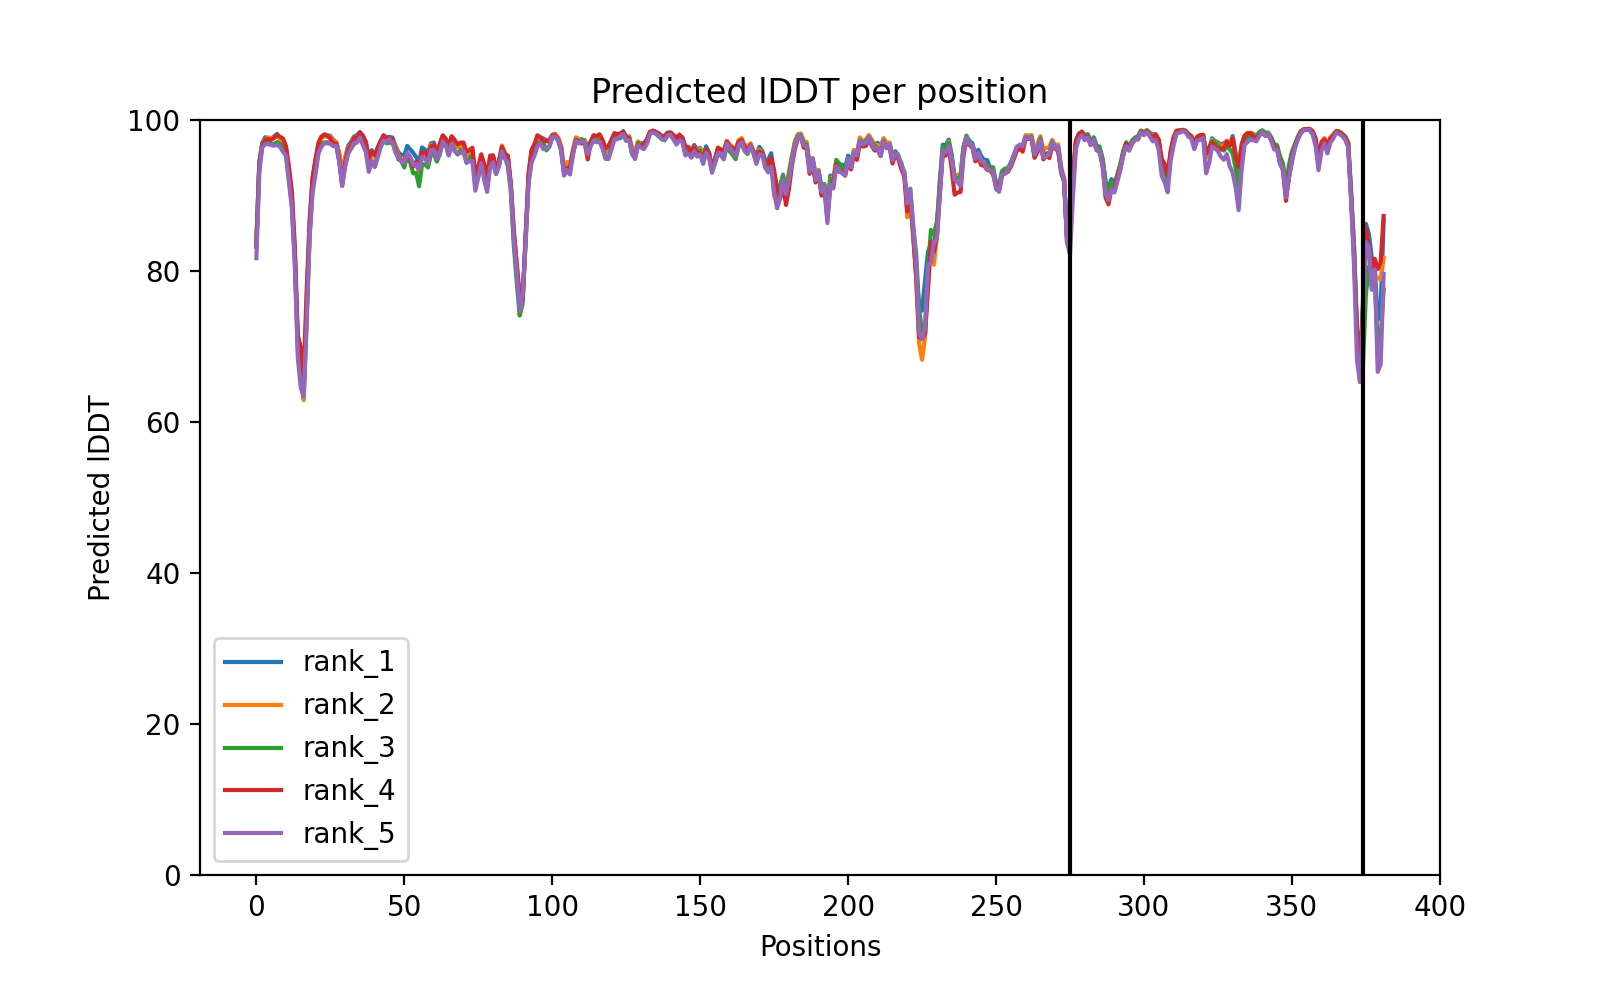 Predicted lDDT per position
100
80
60
40
20
0
Predicted lDDT
rank_1
rank_2
rank_3
rank_4
rank_5
0 50 100 150 200 250 300 350 400
Positions